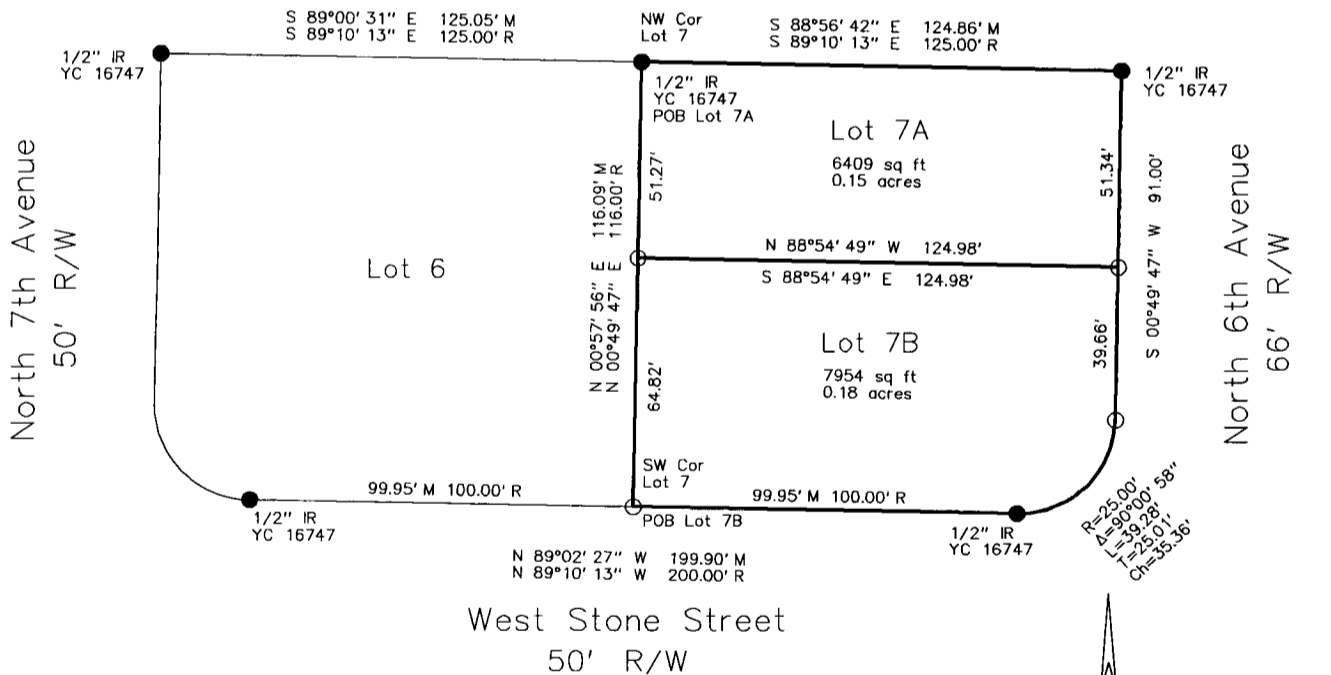 S 89°00' 31" E 125.05' M
S 89°10' 13" E 125.00' R
NW Cor
Lot 7
S 88°56' 42" E 124.86' M
S 89°10' 13" E 125.00' R
1/2" IR
YC 16747
1/2" IR
YC 16747
POB Lot 7A
1/2" IR
YC 16747
Lot 7A
6409 sq ft
0.15 acres
North 7th Avenue
50' R/W
Lot 6
N 00°57' 56" E 116.09' M
N 00°49' 47" E 116.00' R
51.27'
51.34'
S 00°49' 47" W 91.00'
North 6th Avenue
66' R/W
N 88°54' 49" W 124.98'
S 88°54' 49" E 124.98'
Lot 7B
7954 sq ft
0.18 acres
64.82'
39.66'
SW Cor
Lot 7
99.95' M 100.00' R
99.95' M 100.00' R
POB Lot 7B
1/2" IR
YC 16747
1/2" IR
YC 16747
R=25.00'
Δ=90°00' 58"
L=39.28'
T=25.01'
Ch=35.36'
N 89°02' 27" W 199.90' M
N 89°10' 13" W 200.00' R
West Stone Street
50' R/W